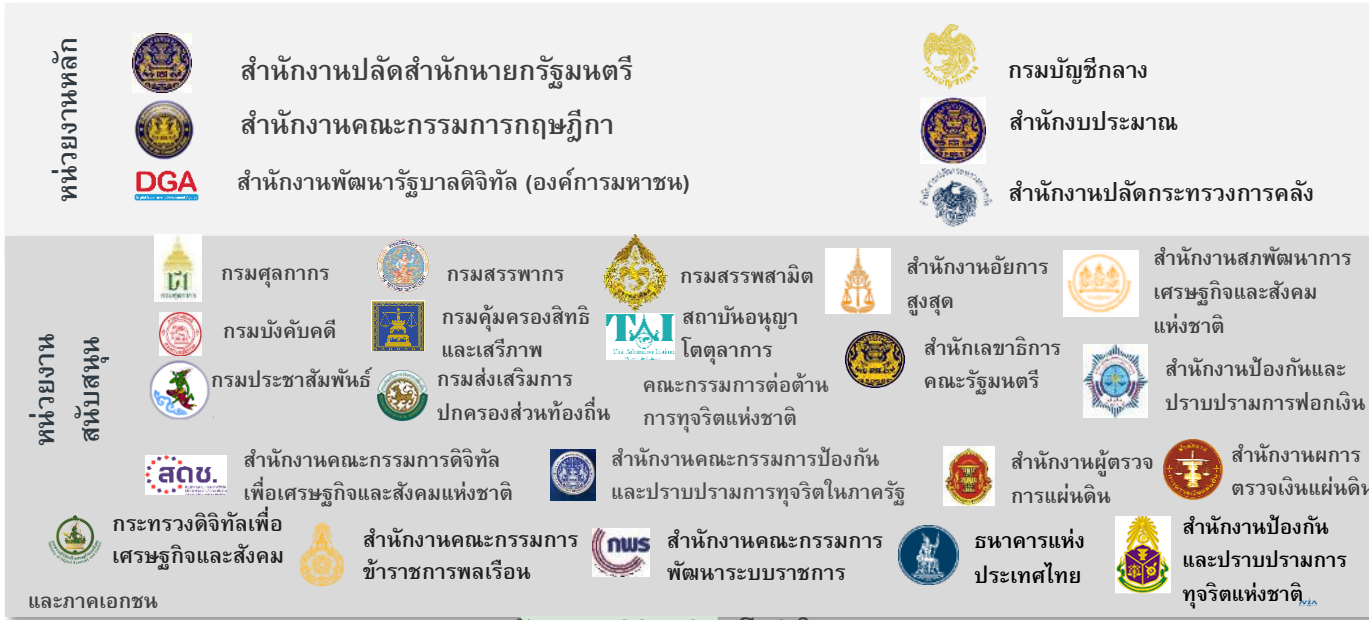 หน่วยงานหลัก
สำนักงานปลัดสำนักนายกรัฐมนตรี
สำนักงานคณะกรรมการกฤษฎีกา
DGA
สำนักงานพัฒนารัฐบาลดิจิทัล (องค์การมหาชน)
กรมบัญชีกลาง
กรมบัญชีกลาง
สำนักงบประมาณ
สำนักงานปลัดกระทรวงการคลัง
หน่วยงาน
สนับสนุน
กรมศุลกากร
กรมสรรพากร
กรมสรรพสามิต
สำนักงานอัยการ
สูงสุด
สำนักงานสภพัฒนาการ
เศรษฐกิจและสังคม
แห่งชาติ
กรมบังคับคดี
กรมคุ้มครองสิทธิ
และเสรีภาพ
TAI
สถาบันอนุญา
โตตุลาการ
สำนักเลขาธิการ
คณะรัฐมนตรี
กรมประชาสัมพันธ์
กรมส่งเสริมการ
ปกครองส่วนท้องถิ่น
คณะกรรมการต่อต้าน
การทุจริตแห่งชาติ
สำนักงานป้องกันและ
ปราบปรามการฟอกเงิน
สดช.
สำนักงานคณะกรรมการดิจิทัล
เพื่อเศรษฐกิจและสังคมแห่งชาติ
สำนักงานคณะกรรมการป้องกัน
และปราบปรามการทุจริตในภาครัฐ
สำนักงานผู้ตรวจ
การแผ่นดิน
สำนักงานผการ
ตรวจเงินแผ่นดิน
กระทรวงดิจิทัลเพื่อ
เศรษฐกิจและสังคม
สำนักงานคณะกรรมการ
ข้าราชการพลเรือน
กพร
สำนักงานคณะกรรมการ
พัฒนาระบบราชการ
ธนาคารแห่ง
ประเทศไทย
สำนักงานป้องกัน
และปราบปรามการ
ทุจริตแห่งชาติ
และภาคเอกชน